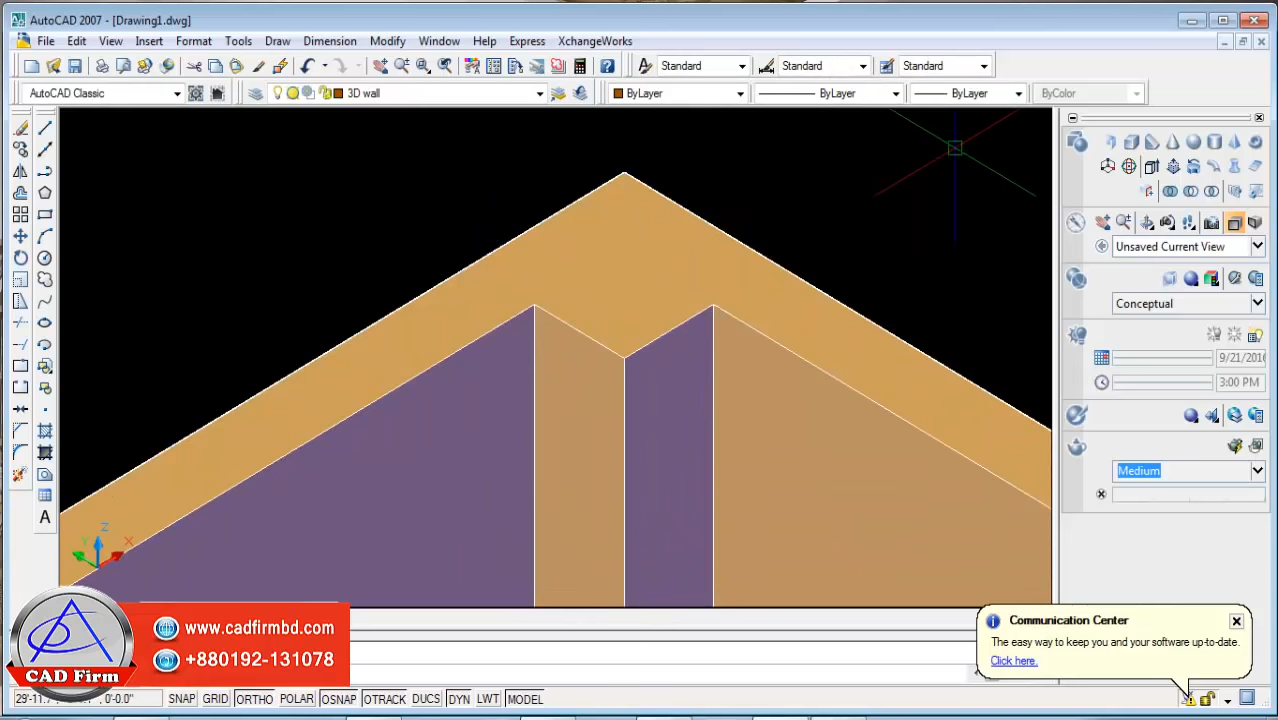 AutoCAD 2007 - [Drawing1.dwg]
File Edit View Insert Format Tools Draw Dimension Modify Window Help Express XchangeWorks
Standard Standard Standard
AutoCAD Classic 3D wall ByLayer ByLayer ByLayer ByColor
Unsaved Current View
Conceptual
3:00 PM
Medium
Z
X
Y
A
Communication Center
The easy way to keep you and your software up-to-date.
Click here.
www.cadfirmbd.com
+880192-131078
CAD Firm
SNAP GRID ORTHO POLAR OSNAP OTRACK DUCS DYN LWT MODEL